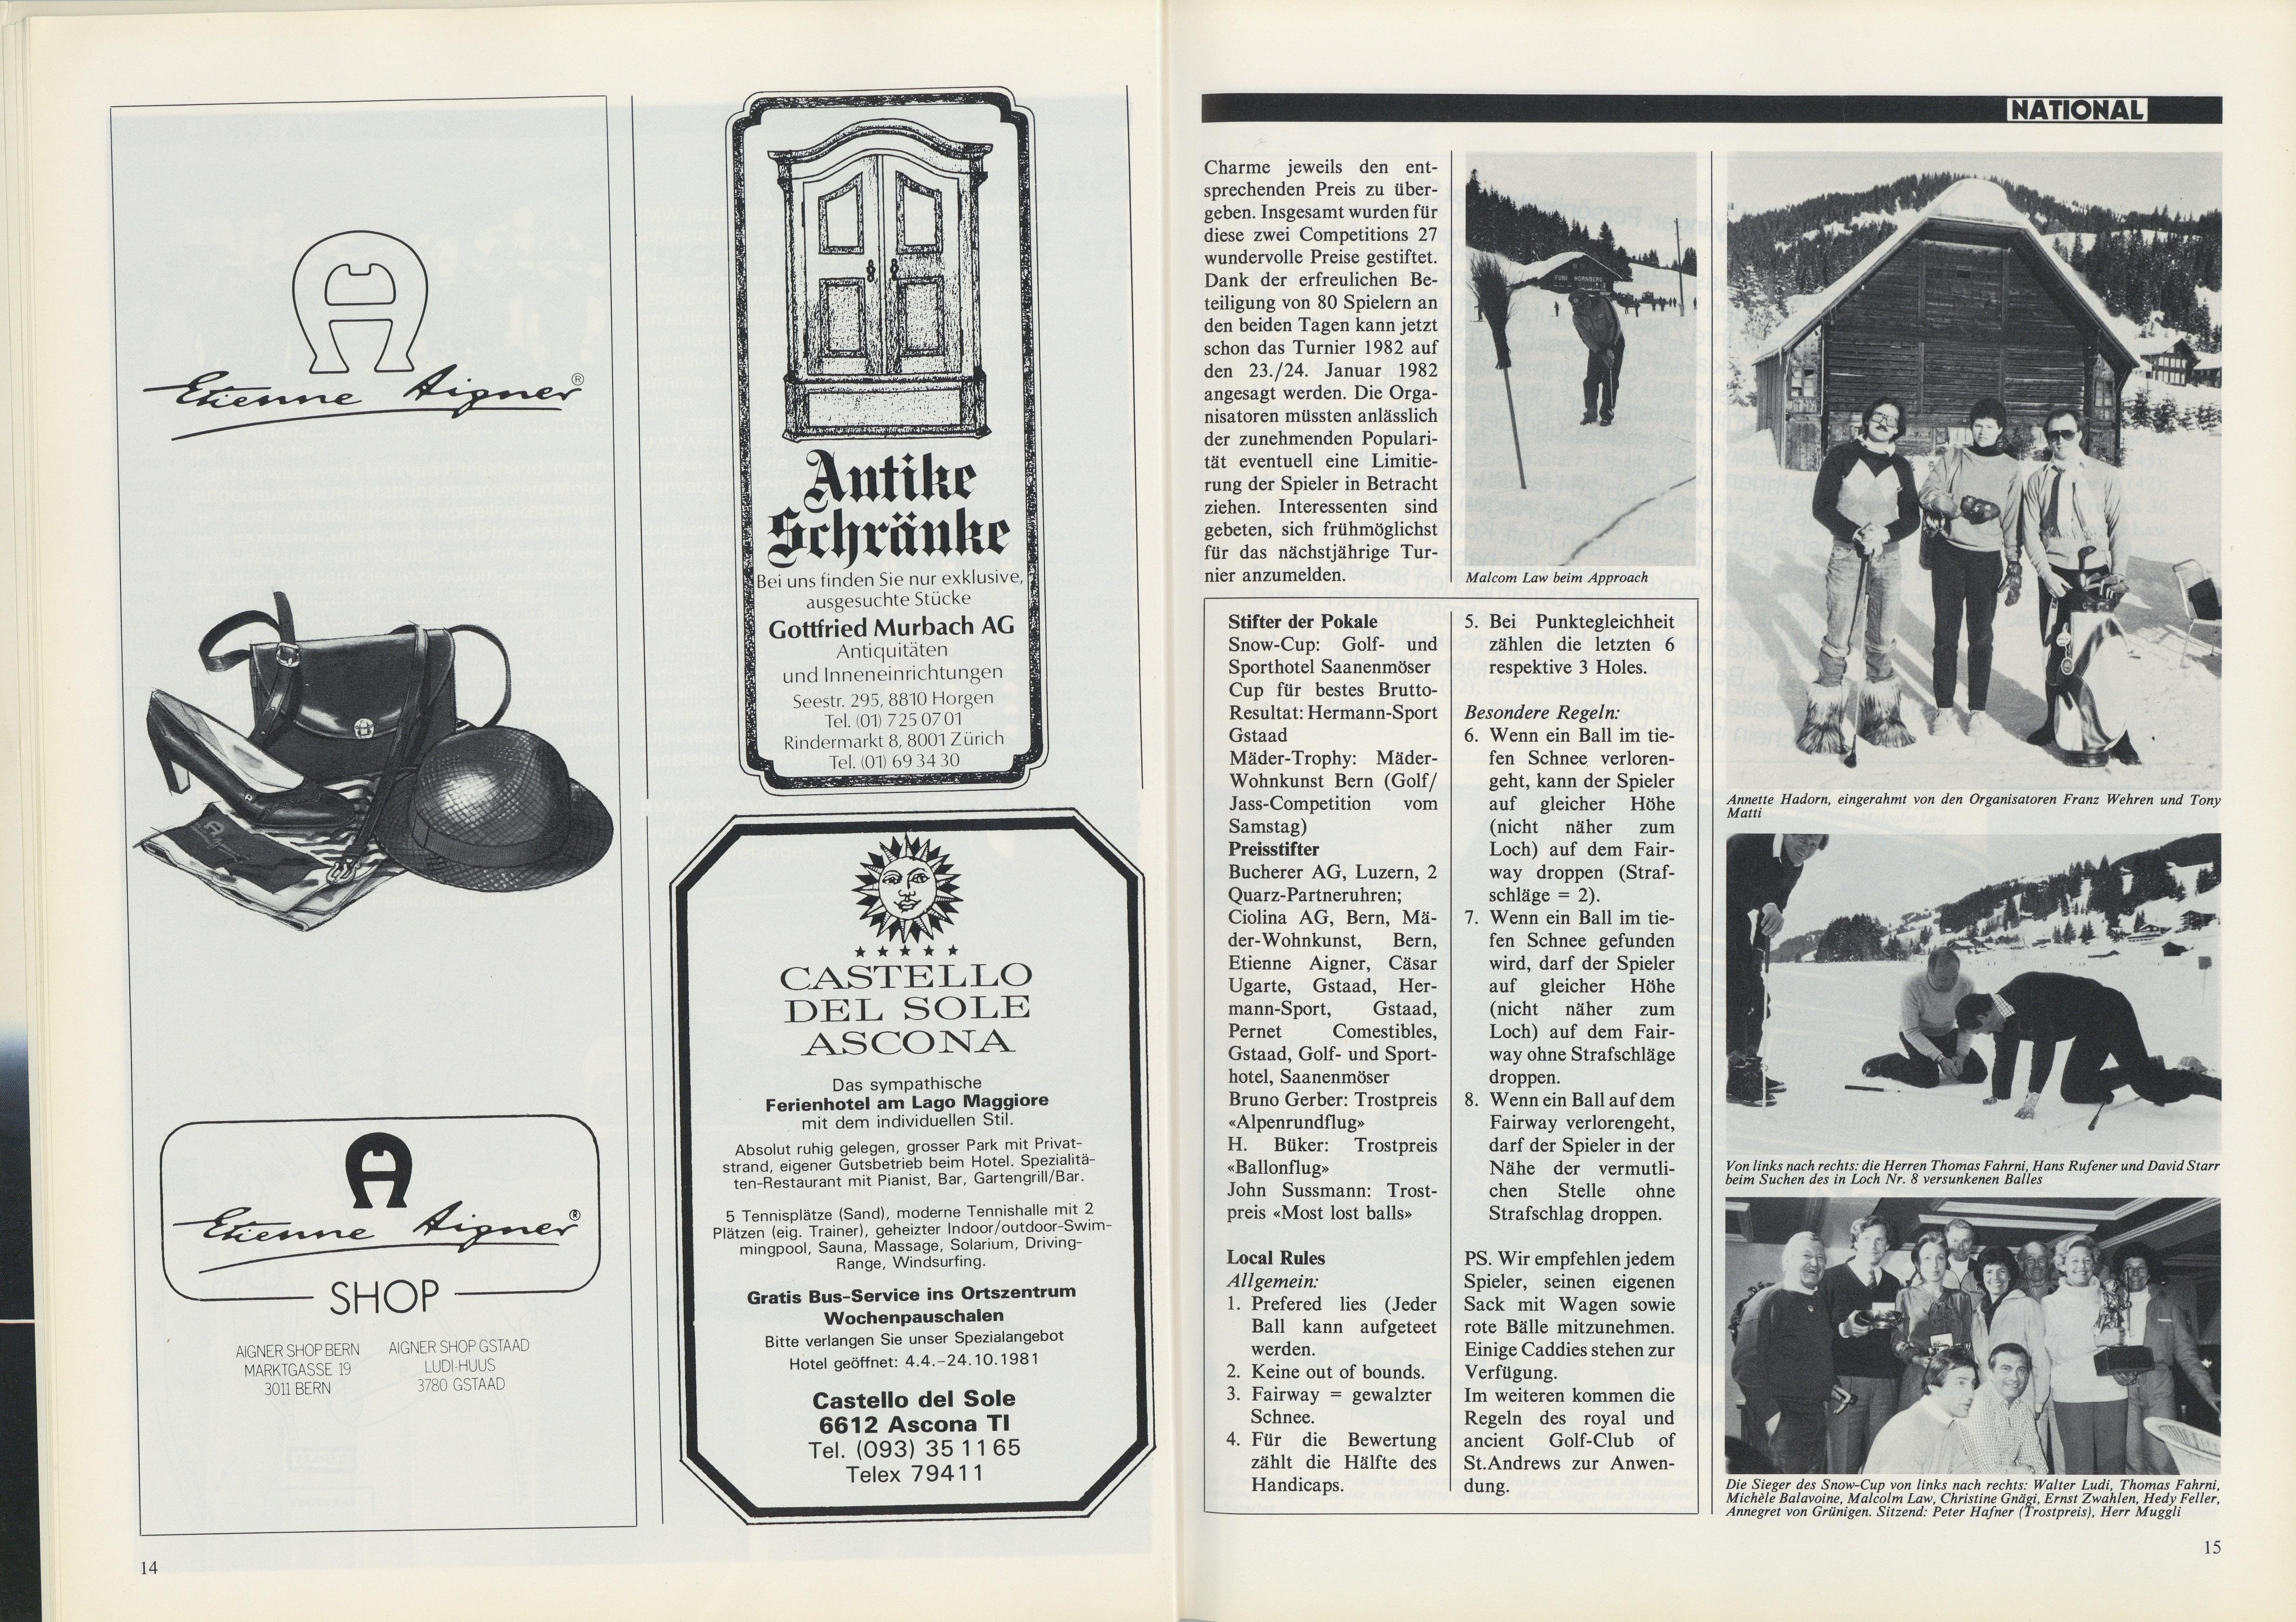 Etienne Aigner®
Etienne Aigner®
SHOP
AIGNER SHOP BERN
MARKTGASSE 19
3011 BERN
AIGNER SHOP GSTAAD
LUDI-HUUS
3780 GSTAAD
Antike
Schränke
Bei uns finden Sie nur exklusive,
ausgesuchte Stücke
Gottfried Murbach AG
Antiquitäten
und Inneneinrichtungen
Seestr. 295, 8810 Horgen
Tel. (01) 725 07 01
Rindermarkt 8, 8001 Zürich
Tel. (01) 69 34 30
CASTELLO
DEL SOLE
ASCONA
Das sympathische
Ferienhotel am Lago Maggiore
mit dem individuellen Stil.
Absolut ruhig gelegen, grosser Park mit Privat-
strand, eigener Gutsbetrieb beim Hotel. Spezialitä-
ten-Restaurant mit Pianist, Bar, Gartengrill/Bar.
5 Tennisplätze (Sand), moderne Tennishalle mit 2
Plätzen (eig. Trainer), geheizter Indoor/outdoor-Swim-
mingpool, Sauna, Massage, Solarium, Driving-
Range, Windsurfing.
Gratis Bus-Service ins Ortszentrum
Wochenpauschalen
Bitte verlangen Sie unser Spezialangebot
Hotel geöffnet: 4.4.-24.10.1981
Castello del Sole
6612 Ascona TI
Tel. (093) 35 11 65
Telex 79411
14
NATIONAL
Charme jeweils den ent-
sprechenden Preis zu über-
geben. Insgesamt wurden für
diese zwei Competitions 27
wundervolle Preise gestiftet.
Dank der erfreulichen Be-
teiligung von 80 Spielern an
den beiden Tagen kann jetzt
schon das Turnier 1982 auf
den 23./24. Januar 1982
angesagt werden. Die Orga-
nisatoren müssten anlässlich
der zunehmenden Populari-
tät eventuell eine Limitie-
rung der Spieler in Betracht
ziehen. Interessenten sind
gebeten, sich frühmöglichst
für das nächstjährige Tur-
nier anzumelden.
FUNI HORNBERG
Malcom Law beim Approach
Stifter der Pokale
Snow-Cup: Golf- und
Sporthotel Saanenmöser
Cup für bestes Brutto-
Resultat: Hermann-Sport
Gstaad
Mäder-Trophy: Mäder-
Wohnkunst Bern (Golf/
Jass-Competition vom
Samstag)
Preisstifter
Bucherer AG, Luzern, 2
Quarz-Partneruhren;
Ciolina AG, Bern, Mä-
der-Wohnkunst, Bern,
Etienne Aigner, Cäsar
Ugarte, Gstaad, Her-
mann-Sport, Gstaad,
Pernet Comestibles,
Gstaad, Golf- und Sport-
hotel, Saanenmöser
Bruno Gerber: Trostpreis
«Alpenrundflug»
H. Büker: Trostpreis
«Ballonflug»
John Sussmann: Trost-
preis «Most lost balls»
Local Rules
Allgemein:
1. Prefered lies (Jeder
Ball kann aufgeteet
werden.
2. Keine out of bounds.
3. Fairway = gewalzter
Schnee.
4. Für die Bewertung
zählt die Hälfte des
Handicaps.
5. Bei Punktegleichheit
zählen die letzten 6
respektive 3 Holes.
Besondere Regeln:
6. Wenn ein Ball im tie-
fen Schnee verloren-
geht, kann der Spieler
auf gleicher Höhe
(nicht näher zum
Loch) auf dem Fair-
way droppen (Straf-
schläge = 2).
7. Wenn ein Ball im tie-
fen Schnee gefunden
wird, darf der Spieler
auf gleicher Höhe
(nicht näher zum
Loch) auf dem Fair-
way ohne Strafschläge
droppen.
8. Wenn ein Ball auf dem
Fairway verlorengeht,
darf der Spieler in der
Nähe der vermutli-
chen Stelle ohne
Strafschlag droppen.
PS. Wir empfehlen jedem
Spieler, seinen eigenen
Sack mit Wagen sowie
rote Bälle mitzunehmen.
Einige Caddies stehen zur
Verfügung.
Im weiteren kommen die
Regeln des royal und
ancient Golf-Club of
St.Andrews zur Anwen-
dung.
Annette Hadorn, eingerahmt von den Organisatoren Franz Wehren und Tony
Matti
Von links nach rechts: die Herren Thomas Fahrni, Hans Rufener und David Starr
beim Suchen des in Loch Nr. 8 versunkenen Balles
Die Sieger des Snow-Cup von links nach rechts: Walter Ludi, Thomas Fahrni,
Michèle Balavoine, Malcolm Law, Christine Gnägi, Ernst Zwahlen, Hedy Feller,
Annegret von Grünigen. Sitzend: Peter Hafner (Trostpreis), Herr Muggli
15